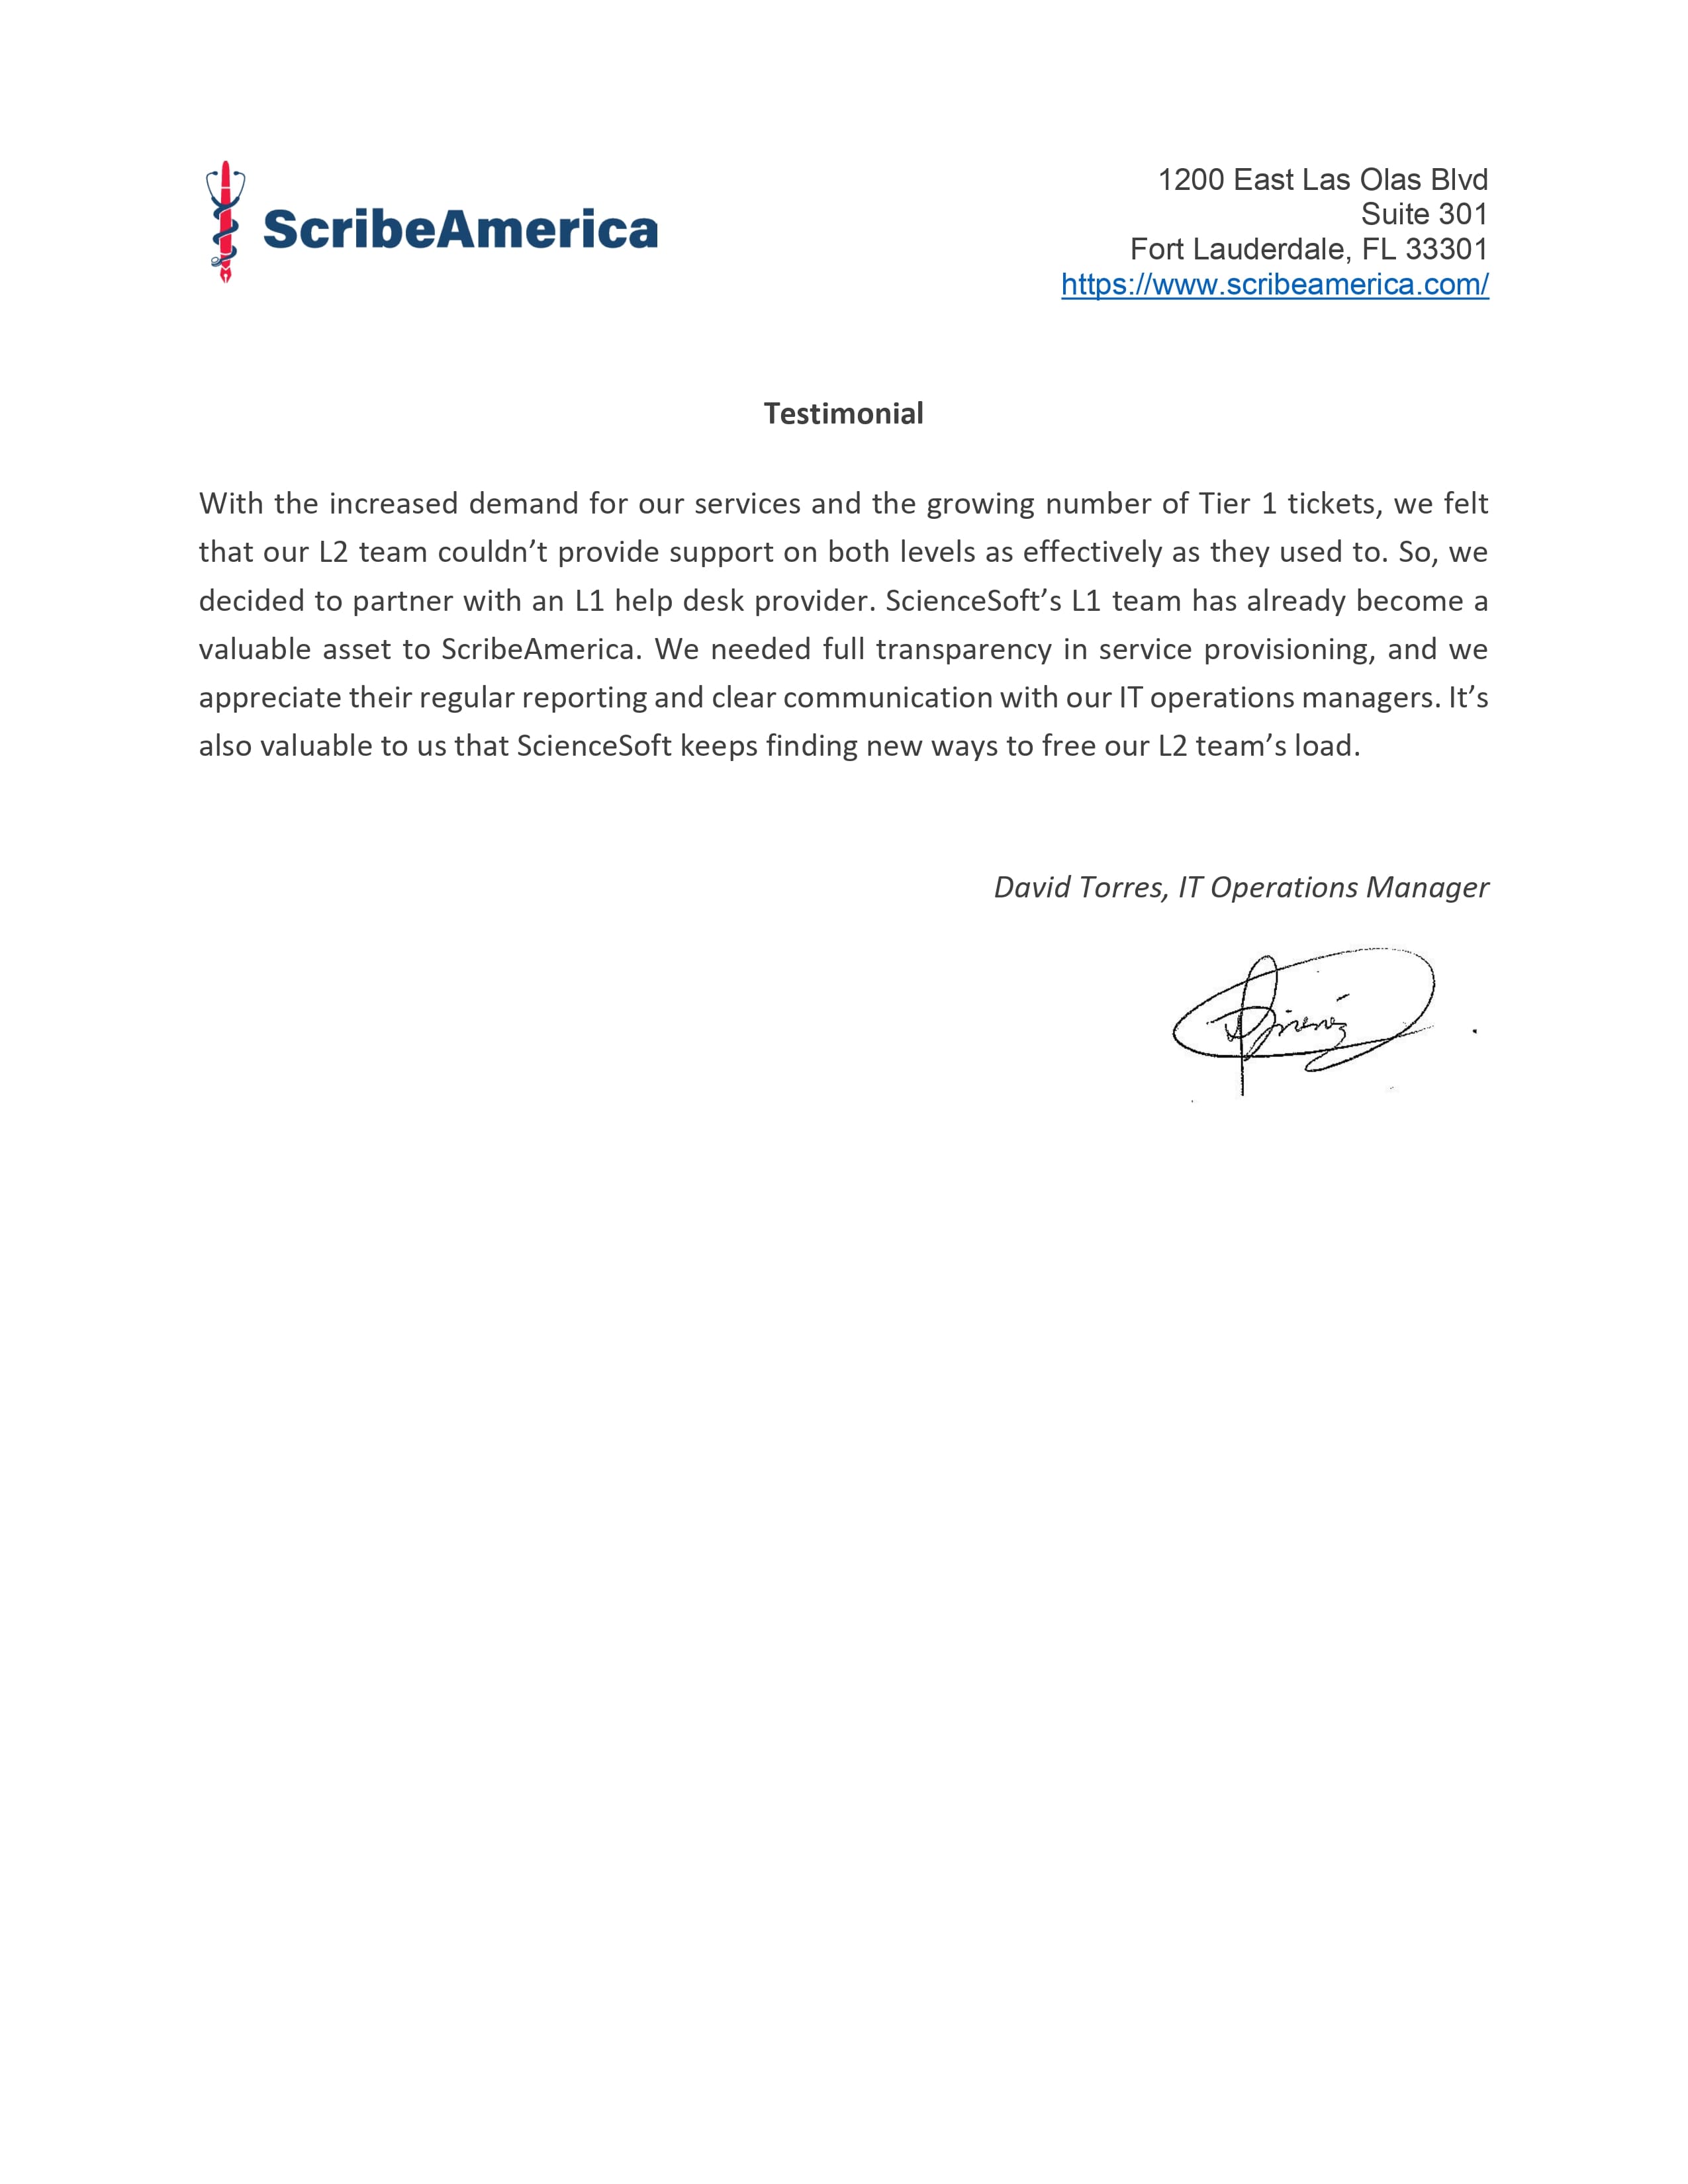 ScribeAmerica
1200 East Las Olas Blvd
Suite 301
Fort Lauderdale, FL 33301
https://www.scribeamerica.com/
Testimonial
With the increased demand for our services and the growing number of Tier 1 tickets, we felt
that our L2 team couldn’t provide support on both levels as effectively as they used to. So, we
decided to partner with an L1 help desk provider. ScienceSoft’s L1 team has already become a
valuable asset to ScribeAmerica. We needed full transparency in service provisioning, and we
appreciate their regular reporting and clear communication with our IT operations managers. It’s
also valuable to us that ScienceSoft keeps finding new ways to free our L2 team’s load.
David Torres, IT Operations Manager